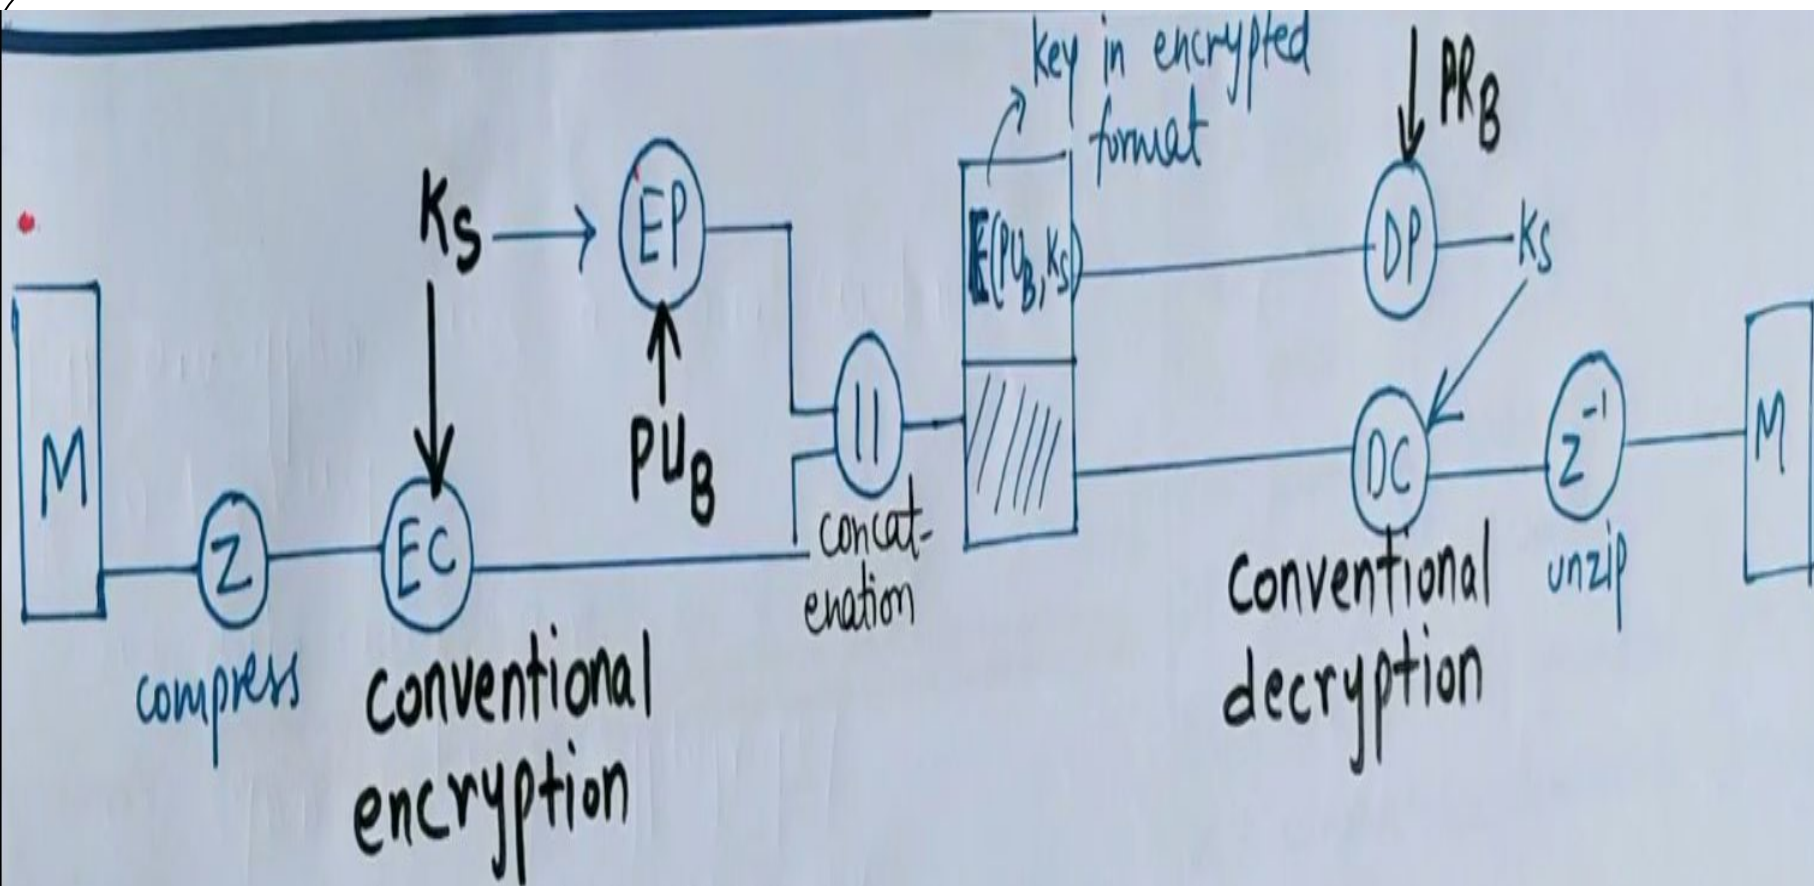 key in encrypted
format
PRB
KS
EP
E(PUB, KS)
DP
KS
M
PUB
||
Z
EC
concat-
enation
DC
Z-1
M
compress
conventional
encryption
conventional
decryption
unzip